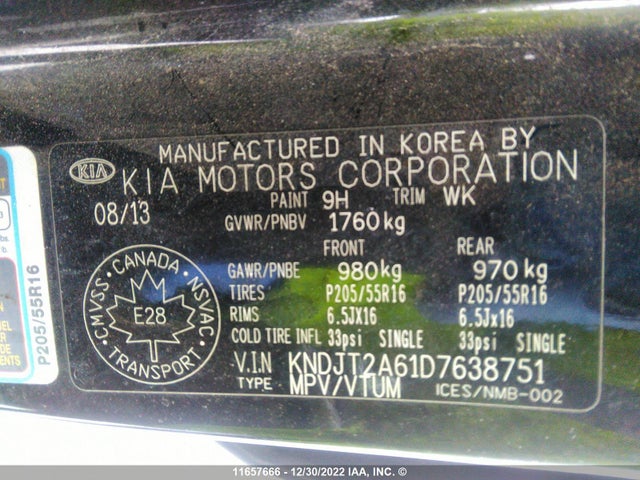 MANUFACTURED IN KOREA BY
KIA
KIA MOTORS CORPORATION
08/13
PAINT 9H TRIM WK
GVWR/PNBV 1760kg
FRONT REAR
GAWR/PNBE 980kg 970kg
TIRES P205/55R16 P205/55R16
RIMS 6.5JX16 6.5Jx16
COLD TIRE INFL 33psi SINGLE 33psi SINGLE
V.I.N KNDJT2A61D7638751
TYPE MPV/VTUM ICES/NMB-002
CMVSS · CANADA · NSVAC
E28
TRANSPORT
P205/55R16
11657666 - 12/30/2022 IAA, INC. ©